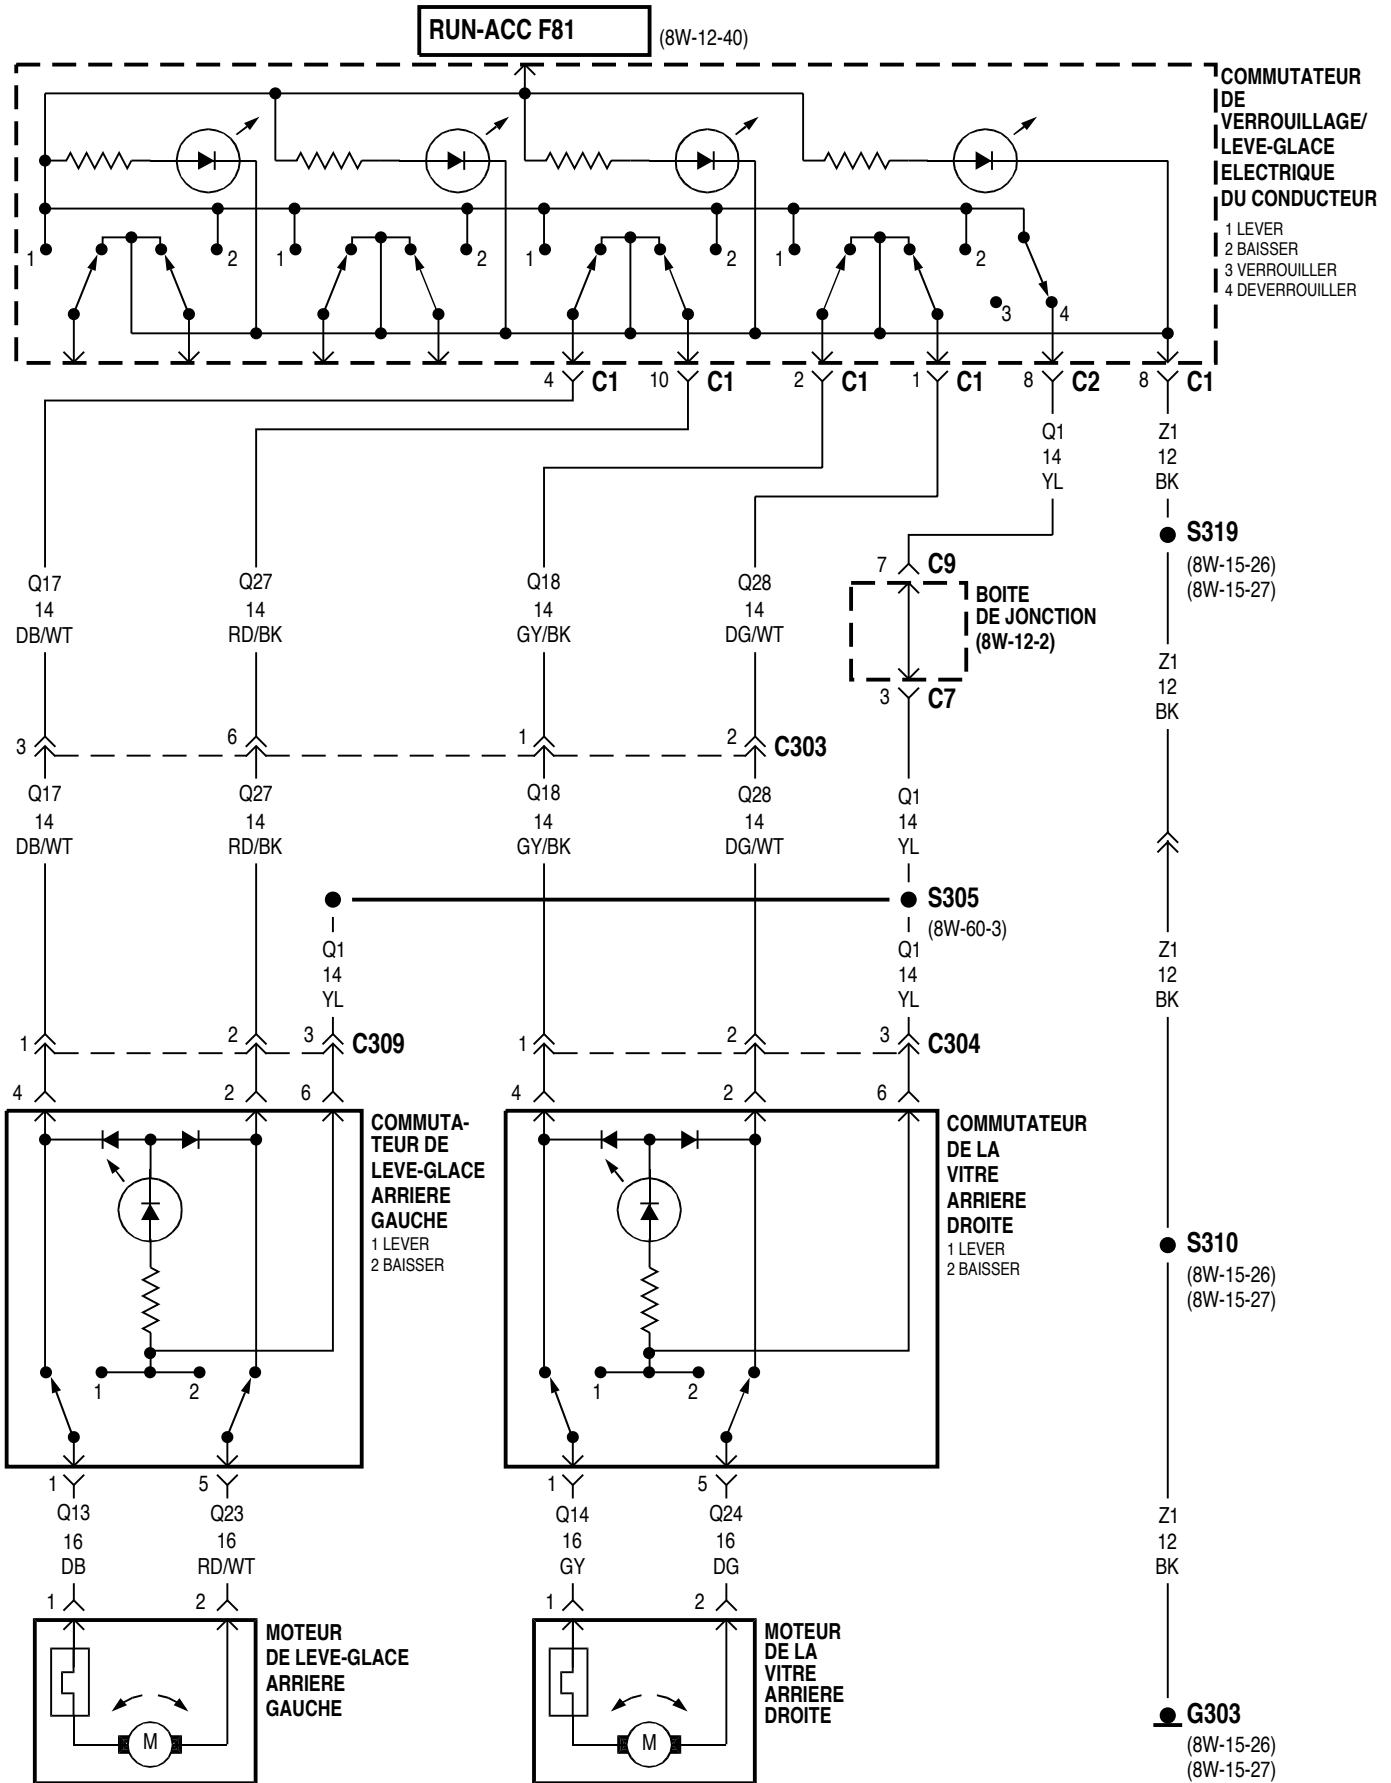 RUN-ACC F81
(8W-12-40)
COMMUTATEUR
DE
VERROUILLAGE/
LEVE-GLACE
ELECTRIQUE
DU CONDUCTEUR
1 LEVER
2 BAISSER
3 VERROUILLER
4 DEVERROUILLER
1 2 1 2 1 2 1 2
3 4
4 C1 10 C1 2 C1 1 C1 8 C2 8 C1
Q1 Z1
14 12
YL BK
S319
(8W-15-26)
(8W-15-27)
7 C9
BOITE
DE JONCTION
(8W-12-2)
3 C7
Q17 Q27 Q18 Q28
14 14 14 14
DB/WT RD/BK GY/BK DG/WT
Z1
12
BK
3 6 1 2 C303
Q17 Q27 Q18 Q28 Q1
14 14 14 14 14
DB/WT RD/BK GY/BK DG/WT YL
S305
(8W-60-3)
Q1 Q1 Z1
14 14 12
YL YL BK
1 2 3 C309 1 2 3 C304
4 2 6 4 2 6
COMMUTA-
TEUR DE
LEVE-GLACE
ARRIERE
GAUCHE
1 LEVER
2 BAISSER
COMMUTATEUR
DE LA
VITRE
ARRIERE
DROITE
1 LEVER
2 BAISSER
S310
(8W-15-26)
(8W-15-27)
1 2 1 2
1 5 1 5
Q13 Q23 Q14 Q24 Z1
16 16 16 16 12
DB RD/WT GY DG BK
1 2 1 2
MOTEUR
DE LEVE-GLACE
ARRIERE
GAUCHE
M
MOTEUR
DE LA
VITRE
ARRIERE
DROITE
M
G303
(8W-15-26)
(8W-15-27)